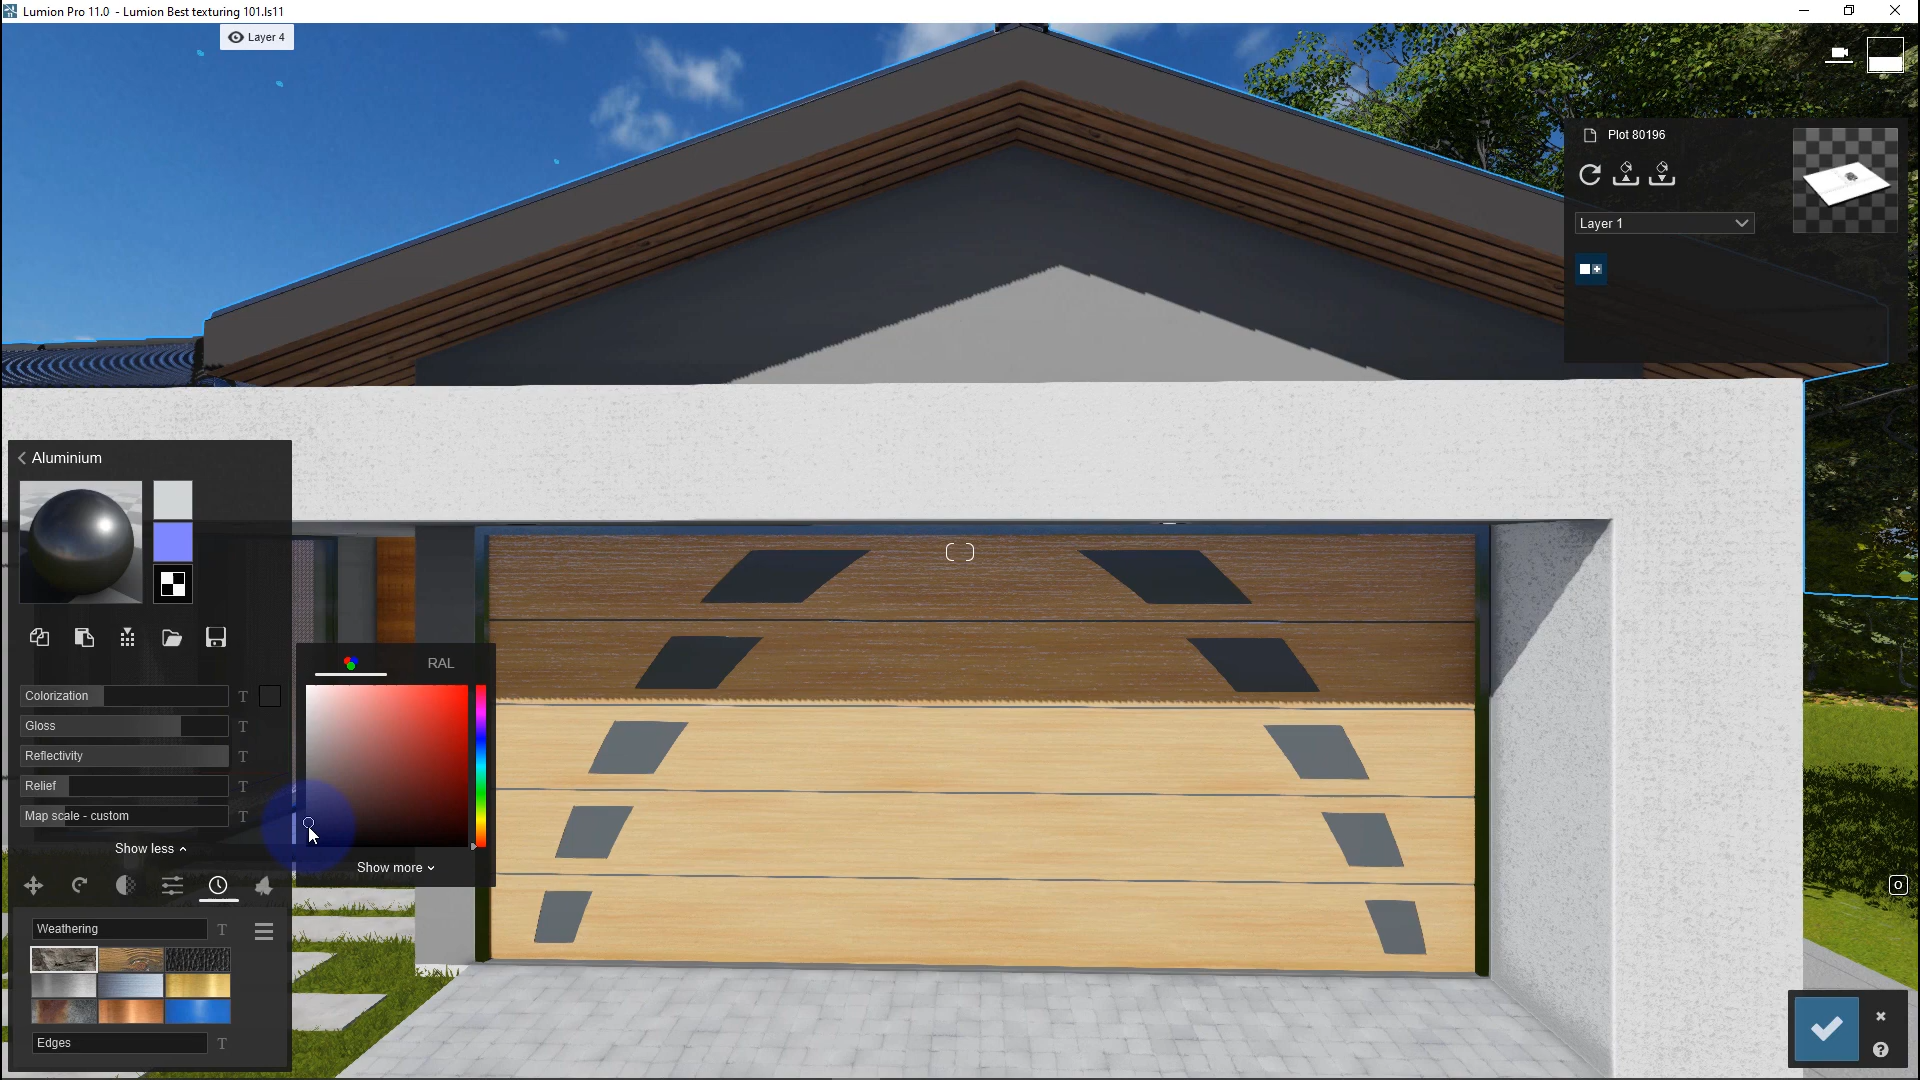 Lumion Pro 11.0 - Lumion Best texturing 101.ls11
Layer 4
Plot 80196
Layer 1
Aluminium
RAL
Colorization T
Gloss T
Reflectivity T
Relief T
Map scale - custom T
Show less
Show more
Weathering T
Edges T
O
?